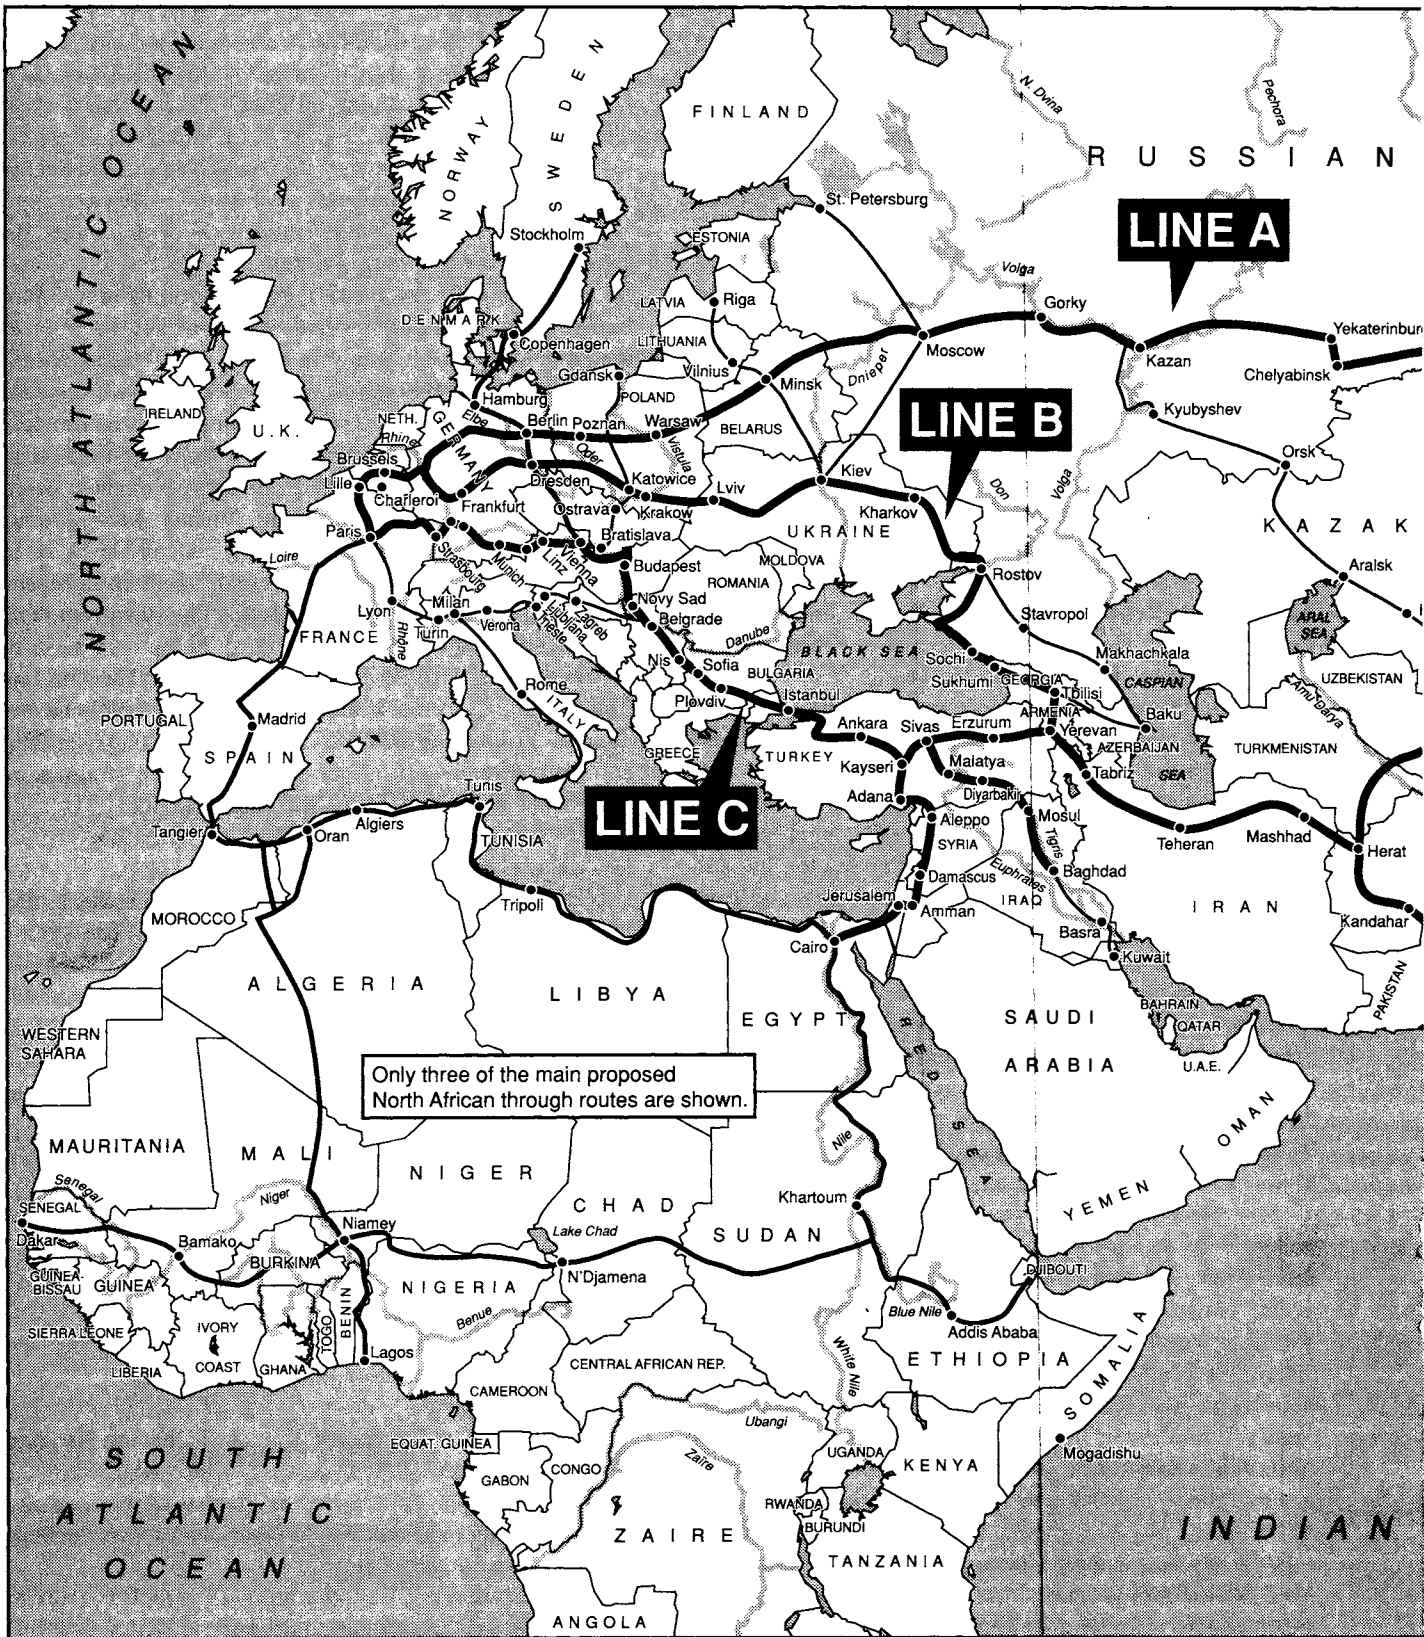 NORTH ATLANTIC OCEAN
NORWAY
SWEDEN
FINLAND
N. Dvina
Pechora
RUSSIAN
St. Petersburg
LINE A
Stockholm
ESTONIA
Volga
LATVIA
Riga
Gorky
DENMARK
Copenhagen
LITHUANIA
Vilnius
Minsk
Dnieper
Moscow
Kazan
Yekaterinbur
Chelyabinsk
Gdansk
IRELAND
U.K.
NETH.
Hamburg
Elbe
Rhine
GERMANY
Berlin
Poznan
Oder
POLAND
Warsaw
Vistula
BELARUS
LINE B
Kyubyshev
Orsk
Brussels
Lille
Charleroi
Frankfurt
Dresden
Katowice
Ostrava
Krakow
Lviv
Kiev
Kharkov
Don
Volga
UKRAINE
KAZAK
Paris
Loire
Strasbourg
Munich
Linz
Vienna
Bratislava
Budapest
MOLDOVA
ROMANIA
Rostov
Aralsk
Lyon
Rhône
Milan
Turin
Verona
Trieste
Ljubljana
Zagreb
Novy Sad
Belgrade
Danube
Stavropol
ARAL
SEA
FRANCE
BLACK SEA
Sochi
Sukhumi
GEORGIA
Makhachkala
CASPIAN
SEA
UZBEKISTAN
Amu Darya
Nis
Sofia
BULGARIA
Plovdiv
Istanbul
Tbilisi
ARMENIA
Baku
PORTUGAL
Madrid
SPAIN
Rome
ITALY
GREECE
TURKEY
Ankara
Sivas
Erzurum
Yerevan
AZERBAIJAN
TURKMENISTAN
Kayseri
Malatya
Diyarbakir
Tabriz
Adana
LINE C
Aleppo
Mosul
Tigris
Teheran
Mashhad
Herat
Tangier
Oran
Algiers
Tunis
TUNISIA
SYRIA
Euphrates
Damascus
Baghdad
IRAQ
IRAN
Kandahar
MOROCCO
Tripoli
Jerusalem
Amman
Cairo
Basra
Kuwait
PAKISTAN
ALGERIA
LIBYA
EGYPT
RED SEA
SAUDI
ARABIA
BAHRAIN
QATAR
U.A.E.
OMAN
YEMEN
WESTERN
SAHARA
Only three of the main proposed
North African through routes are shown.
MAURITANIA
MALI
NIGER
CHAD
SUDAN
Nile
Khartoum
Senegal
SENEGAL
Dakar
Niger
Niamey
Lake Chad
N'Djamena
Bamako
BURKINA
GUINEA-
BISSAU
GUINEA
NIGERIA
Benue
DJIBOUTI
Blue Nile
Addis Ababa
ETHIOPIA
SOMALIA
SIERRA LEONE
LIBERIA
IVORY
COAST
GHANA
TOGO
BENIN
Lagos
CENTRAL AFRICAN REP.
White Nile
CAMEROON
Ubangi
EQUAT. GUINEA
GABON
CONGO
Zaire
UGANDA
KENYA
Mogadishu
RWANDA
BURUNDI
ZAIRE
TANZANIA
ANGOLA
SOUTH
ATLANTIC
OCEAN
INDIAN